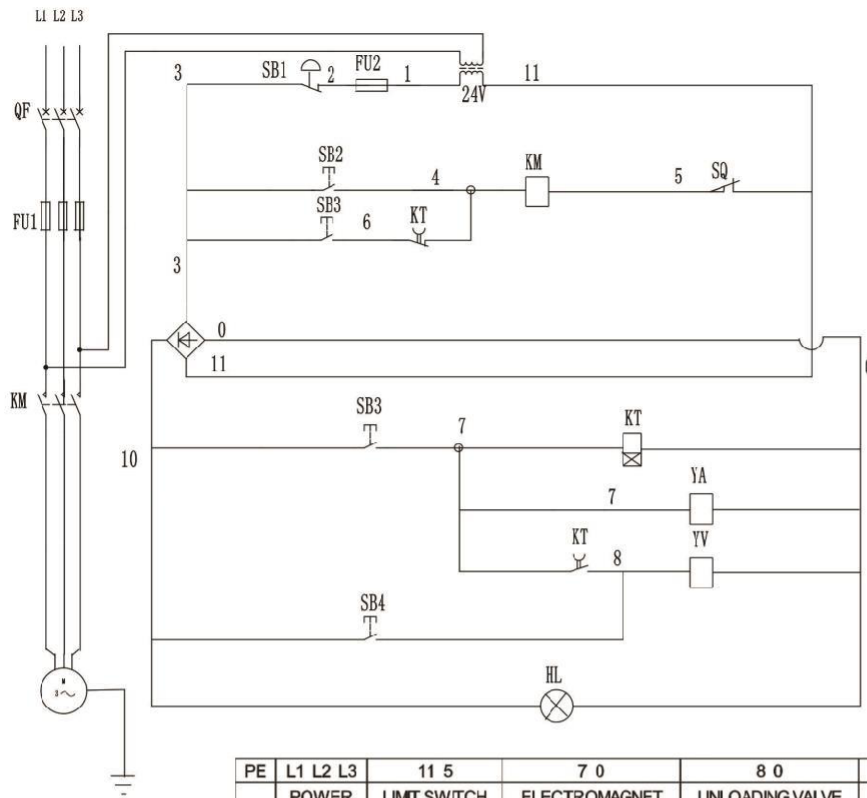 L1 L2 L3
3 SB1 2 FU2 1 11
24V
QF
SB2
4 KM 5 SQ
FU1
SB3
6 KT
3
0
11
KM
SB3
7 KT
10
7 YA
KT YV
8
SB4
HL
M
3~
PE L1 L2 L3 11 5 7 0 8 0
POWER LIMIT SWITCH ELECTROMAGNET UNLOADING VALVE